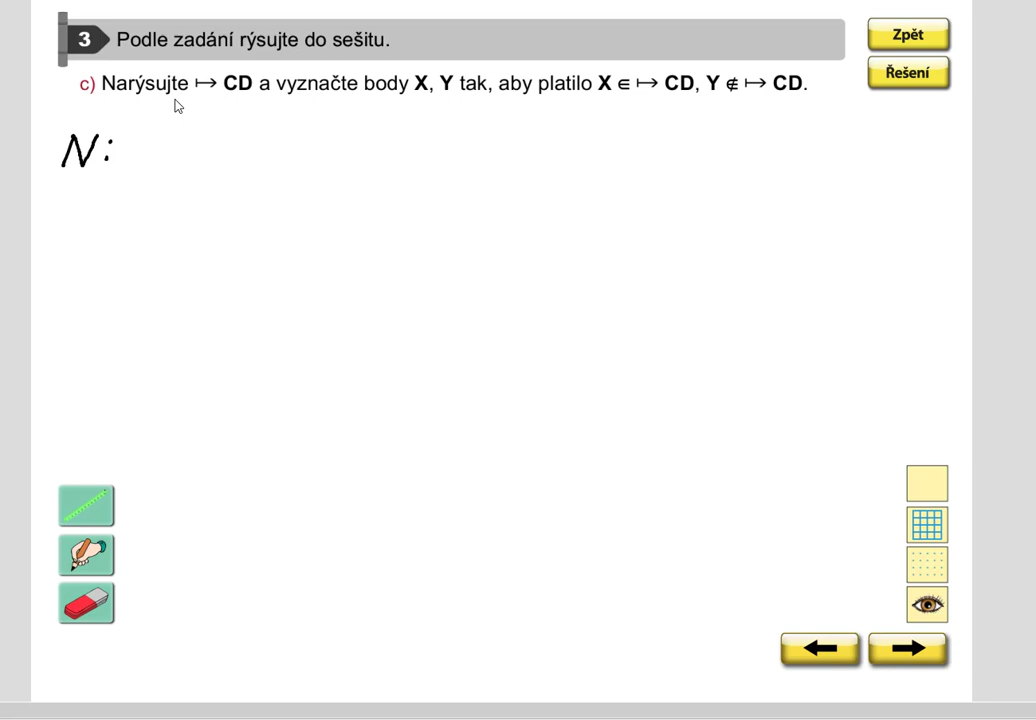 3 Podle zadání rýsujte do sešitu.
Zpět
Řešení
c) Narýsujte ↦ CD a vyznačte body X, Y tak, aby platilo X ∈ ↦ CD, Y ∉ ↦ CD.
N: